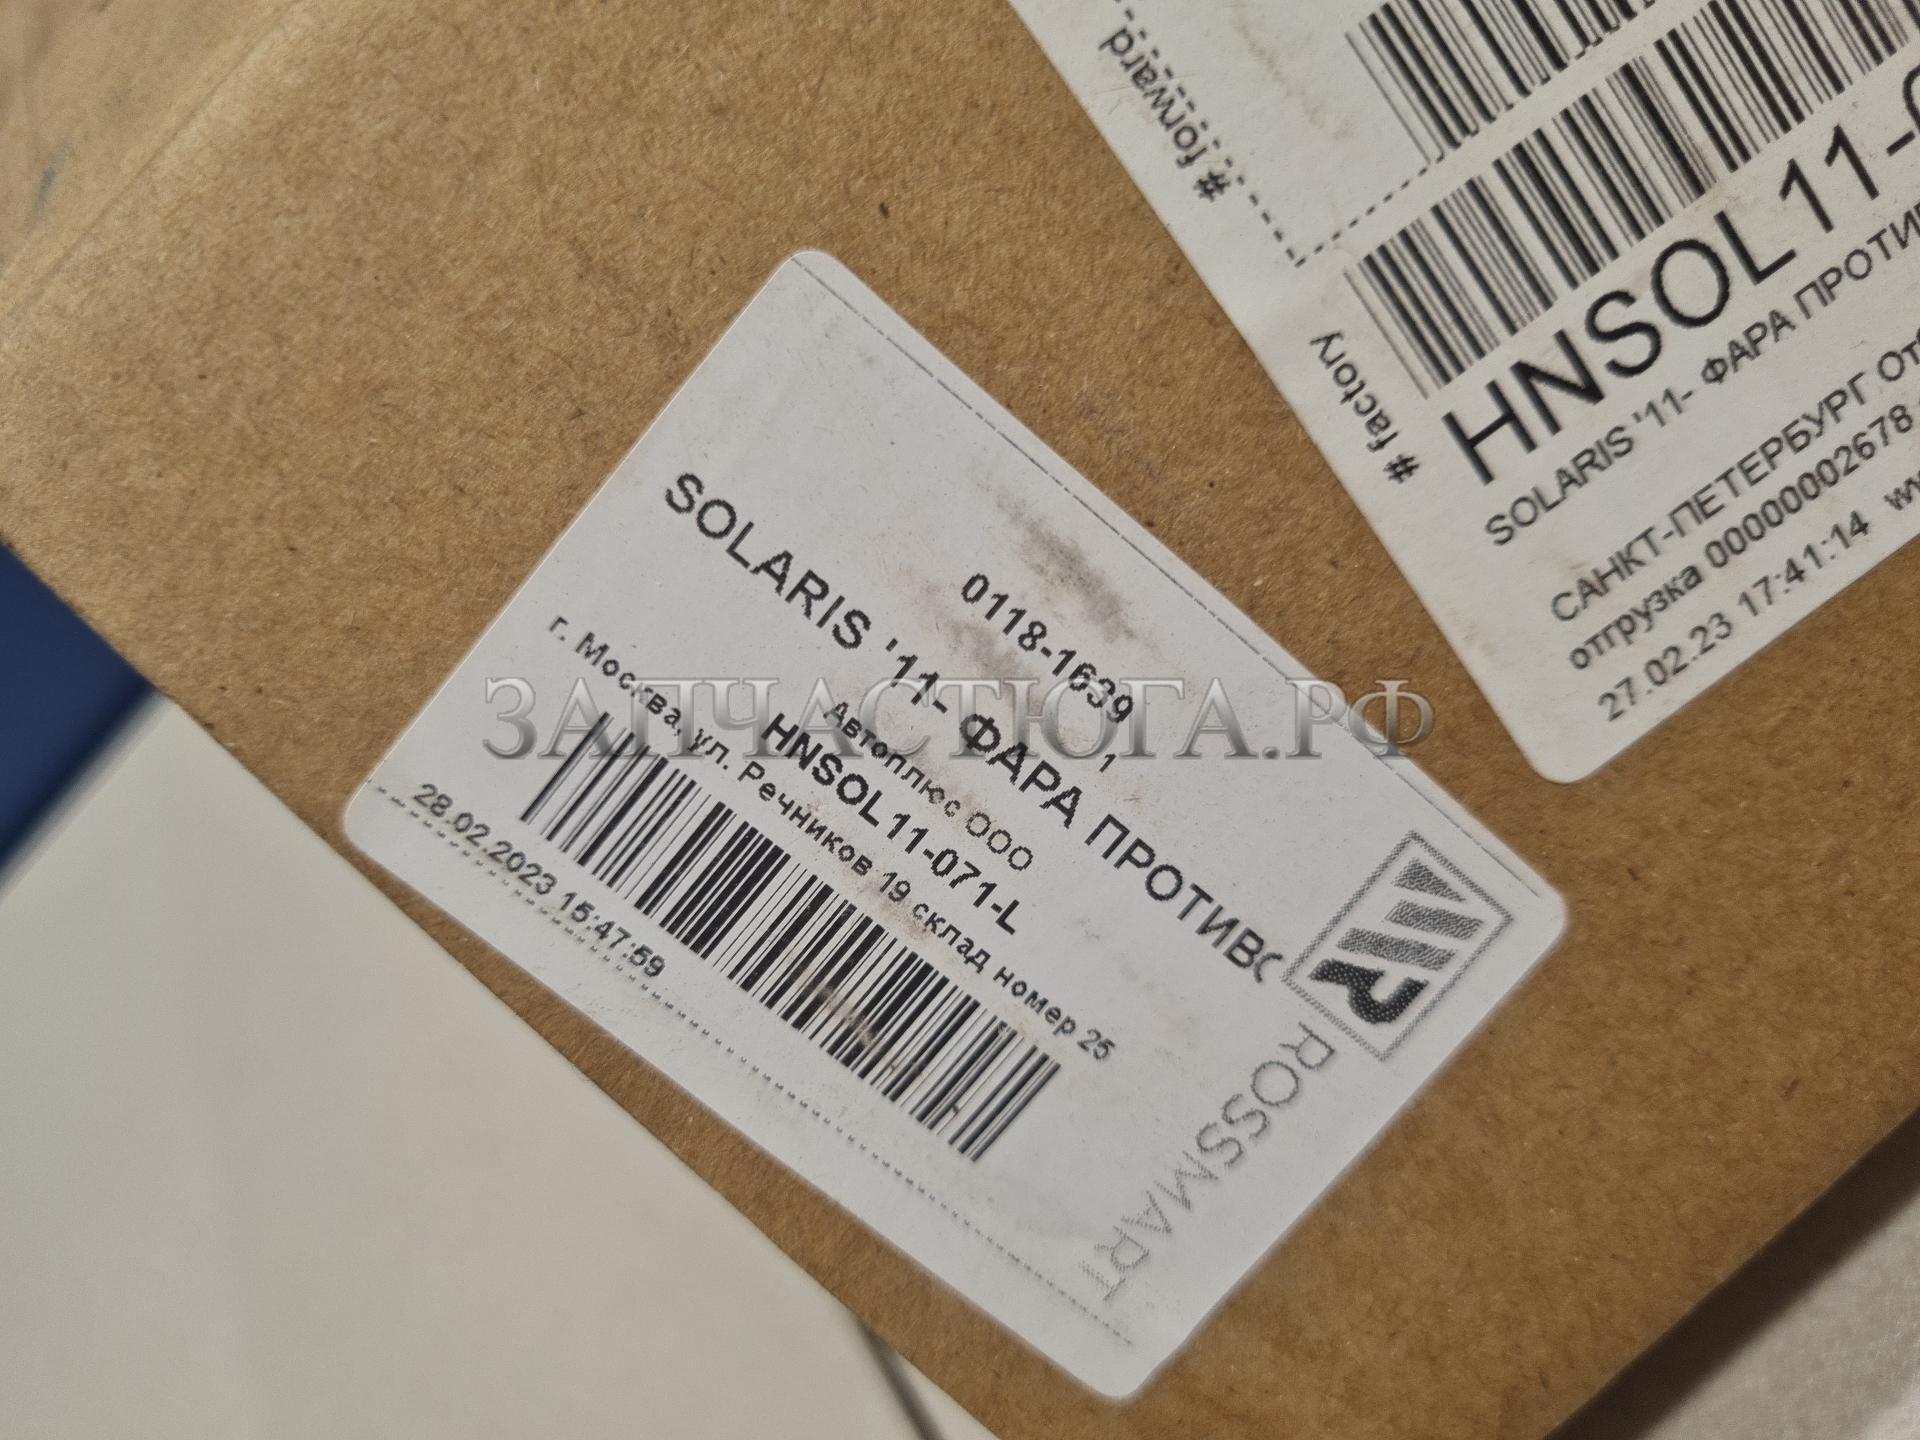 # forward
# factory
HNSOL11-
SOLARIS '11- ФАРА ПРОТИ
САНКТ-ПЕТЕРБУРГ
отгрузка 00000002678
27.02.23 17:41:14
0118-1639
1
SOLARIS '11- ФАРА ПРОТИВО
Автоплюс ООО
HNSOL11-071-L
г. Москва, ул. Речников 19 склад номер 25
28.02.2023 15:47:59
ROSSMART
ЗАПЧАСТЮГА.РФ